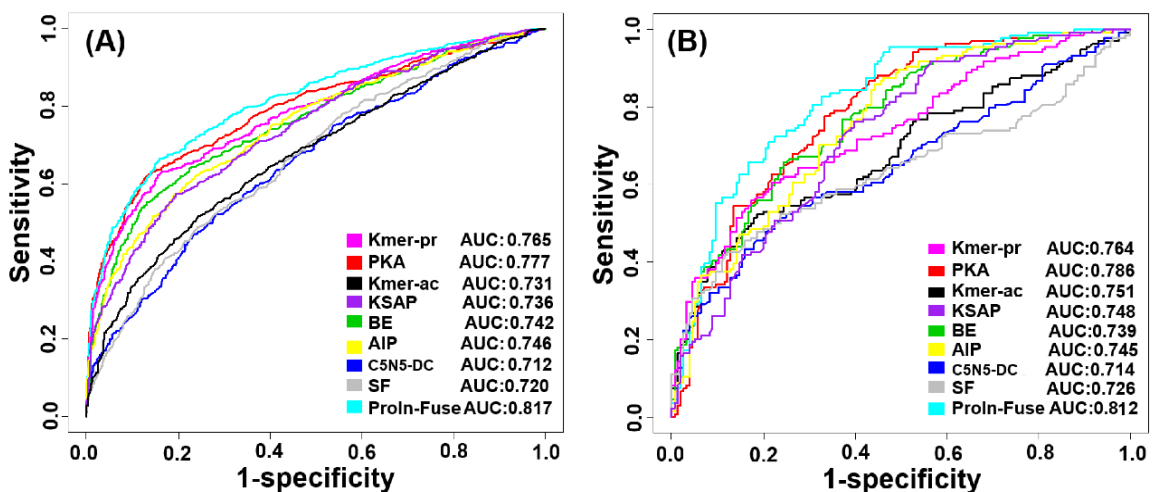 (A)
Sensitivity
1.0
0.8
0.6
0.4
0.2
0.0
Kmer-pr AUC:0.765
PKA AUC:0.777
Kmer-ac AUC:0.731
KSAP AUC:0.736
BE AUC:0.742
AIP AUC:0.746
C5N5-DC AUC:0.712
SF AUC:0.720
ProIn-Fuse AUC:0.817
0.0 0.2 0.4 0.6 0.8 1.0
1-specificity
(B)
Sensitivity
1.0
0.8
0.6
0.4
0.2
0.0
Kmer-pr AUC:0.764
PKA AUC:0.786
Kmer-ac AUC:0.751
KSAP AUC:0.748
BE AUC:0.739
AIP AUC:0.745
C5N5-DC AUC:0.714
SF AUC:0.726
ProIn-Fuse AUC:0.812
0.0 0.2 0.4 0.6 0.8 1.0
1-specificity